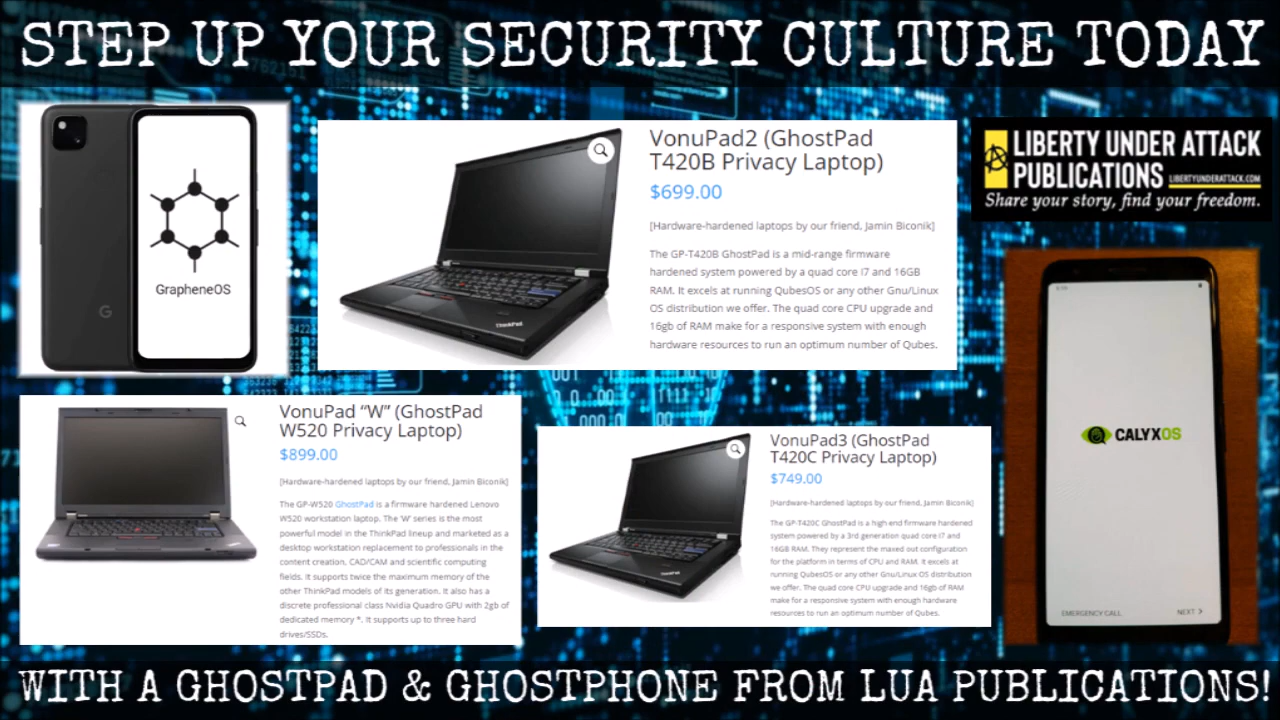 STEP UP YOUR SECURITY CULTURE TODAY
GrapheneOS
G
VonuPad2 (GhostPad
T420B Privacy Laptop)
$699.00
[Hardware-hardened laptops by our friend, Jamin Biconik]
The GP-T420B GhostPad is a mid-range firmware
hardened system powered by a quad core i7 and 16GB
RAM. It excels at running QubesOS or any other Gnu/Linux
OS distribution we offer. The quad core CPU upgrade and
16gb of RAM make for a responsive system with enough
hardware resources to run an optimum number of Qubes.
ThinkPad
LIBERTY UNDER ATTACK
PUBLICATIONS LIBERTYUNDERATTACK.COM
Share your story, find your freedom.
VonuPad “W” (GhostPad
W520 Privacy Laptop)
$899.00
[Hardware-hardened laptops by our friend, Jamin Biconik]
The GP-W520 GhostPad is a firmware hardened Lenovo
W520 workstation laptop. The 'W' series is the most
powerful model in the ThinkPad lineup and marketed as a
desktop workstation replacement to professionals in the
content creation, CAD/CAM and scientific computing
fields. It supports twice the maximum memory of the
other ThinkPad models of its generation. It also has a
discrete professional class Nvidia Quadro GPU with 2gb of
dedicated memory *. It supports up to three hard
drives/SSDs.
VonuPad3 (GhostPad
T420C Privacy Laptop)
$749.00
[Hardware-hardened laptops by our friend, Jamin Biconik]
The GP-T420C GhostPad is a high end firmware hardened
system powered by a 3rd generation quad core i7 and
16GB RAM. They represent the maxed out configuration
for the platform in terms of CPU and RAM. It excels at
running QubesOS or any other Gnu/Linux OS distribution
we offer. The quad core CPU upgrade and 16gb of RAM
make for a responsive system with enough hardware
resources to run an optimum number of Qubes.
ThinkPad
CALYXOS
EMERGENCY CALL
NEXT >
WITH A GHOSTPAD & GHOSTPHONE FROM LUA PUBLICATIONS!